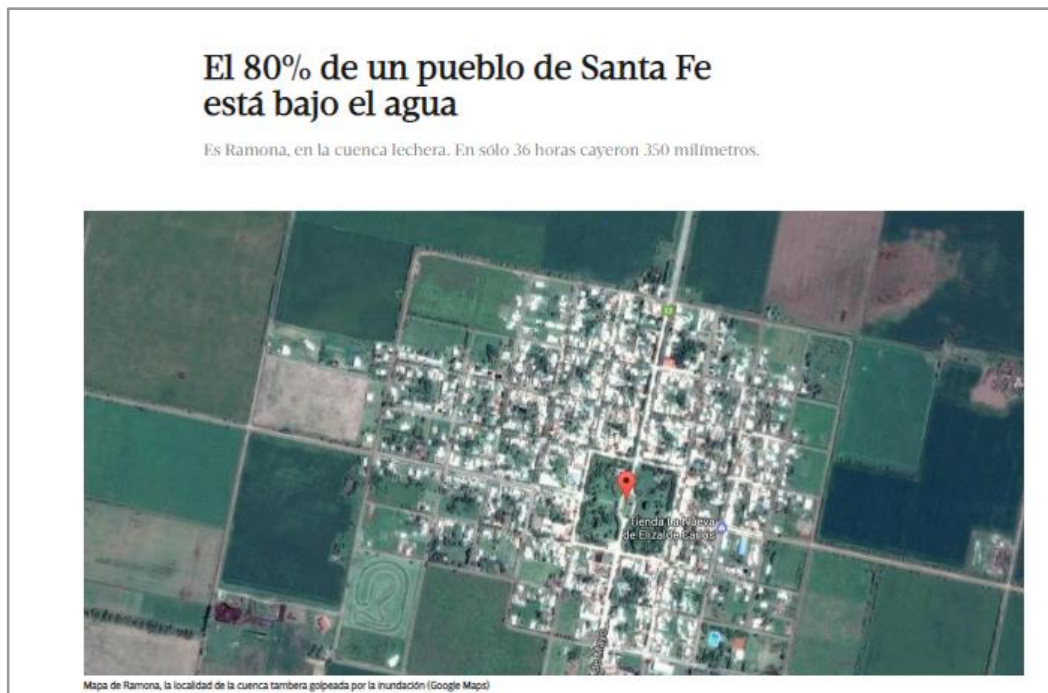 El 80% de un pueblo de Santa Fe
está bajo el agua
Es Ramona, en la cuenca lechera. En sólo 36 horas cayeron 350 milímetros.
Tienda La Nueva
de Elizalde Carlos
Mapa de Ramona, la localidad de la cuenca tambera golpeada por la inundación (Google Maps)